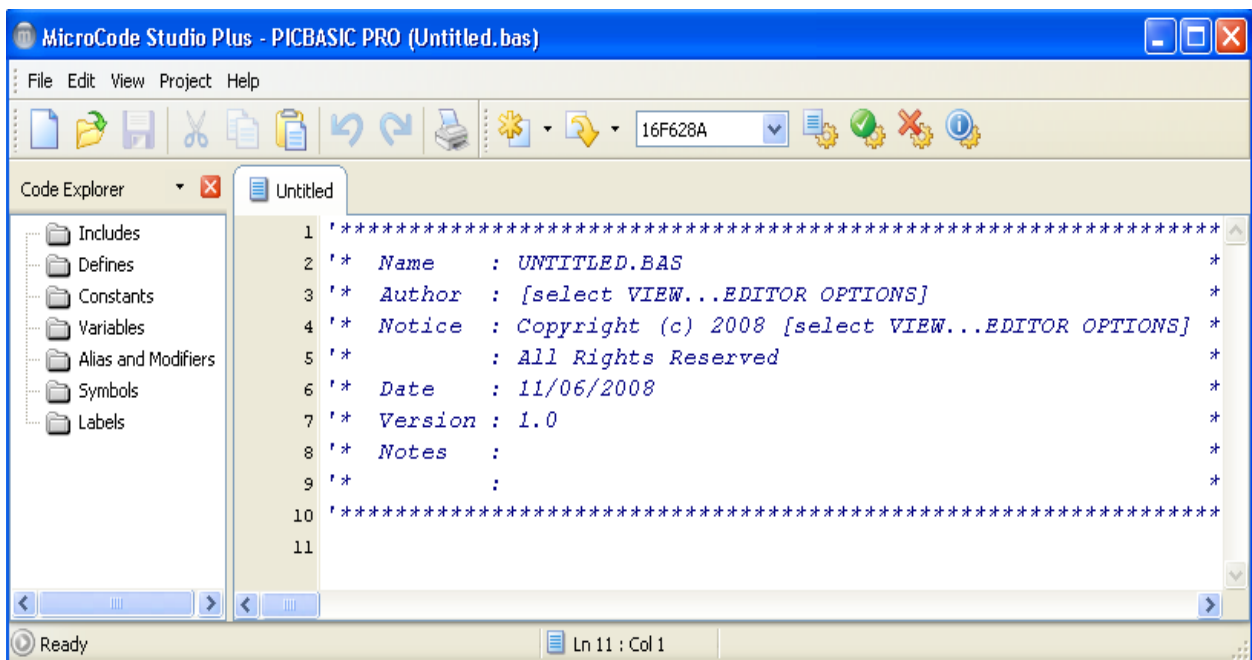 MicroCode Studio Plus - PICBASIC PRO (Untitled.bas)
File Edit View Project Help
16F628A
Code Explorer
Untitled
Includes
Defines
Constants
Variables
Alias and Modifiers
Symbols
Labels
1 '****************************************************************
2 '* Name : UNTITLED.BAS *
3 '* Author : [select VIEW...EDITOR OPTIONS] *
4 '* Notice : Copyright (c) 2008 [select VIEW...EDITOR OPTIONS] *
5 '* : All Rights Reserved *
6 '* Date : 11/06/2008 *
7 '* Version : 1.0 *
8 '* Notes : *
9 '* : *
10 '****************************************************************
11
Ready
Ln 11 : Col 1